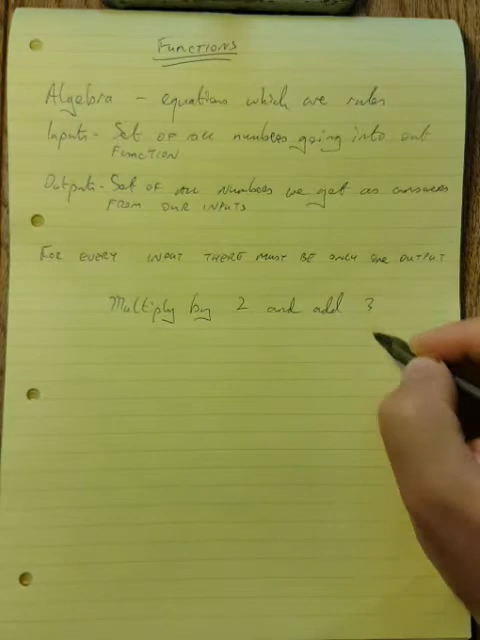 FUNCTIONS
Algebra - equations which are rules
Inputs - Set OF ALL numbers going into our
FUNCTION
Outputs - Set OF ALL NumbeRS we get as answers
FROM OUR INPUTS
FOR EVERY INPUT THERE MUST BE ONLY ONE OUTPUT
Multiply by 2 and add 3